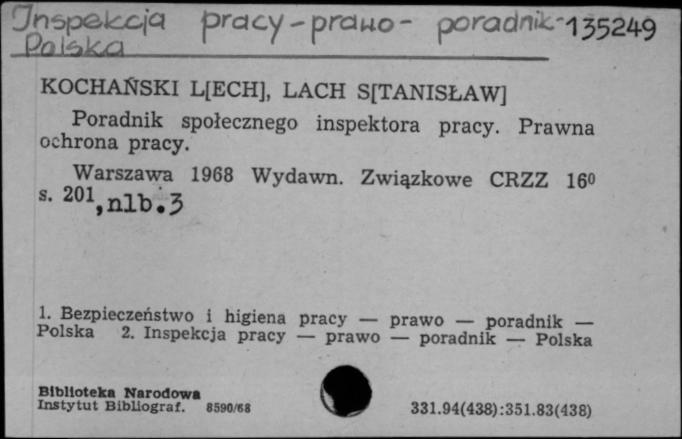 Inspekcja pracy-prawo- poradnik- 135249
Polska
KOCHAŃSKI L[ECH], LACH S[TANISŁAW]
Poradnik społecznego inspektora pracy. Prawna
ochrona pracy.
Warszawa 1968 Wydawn. Związkowe CRZZ 16⁰
s. 201, nlb. 3
1. Bezpieczeństwo i higiena pracy — prawo — poradnik —
Polska 2. Inspekcja pracy — prawo — poradnik — Polska
Biblioteka Narodowa
Instytut Bibliograf. 8590/68 331.94(438):351.83(438)